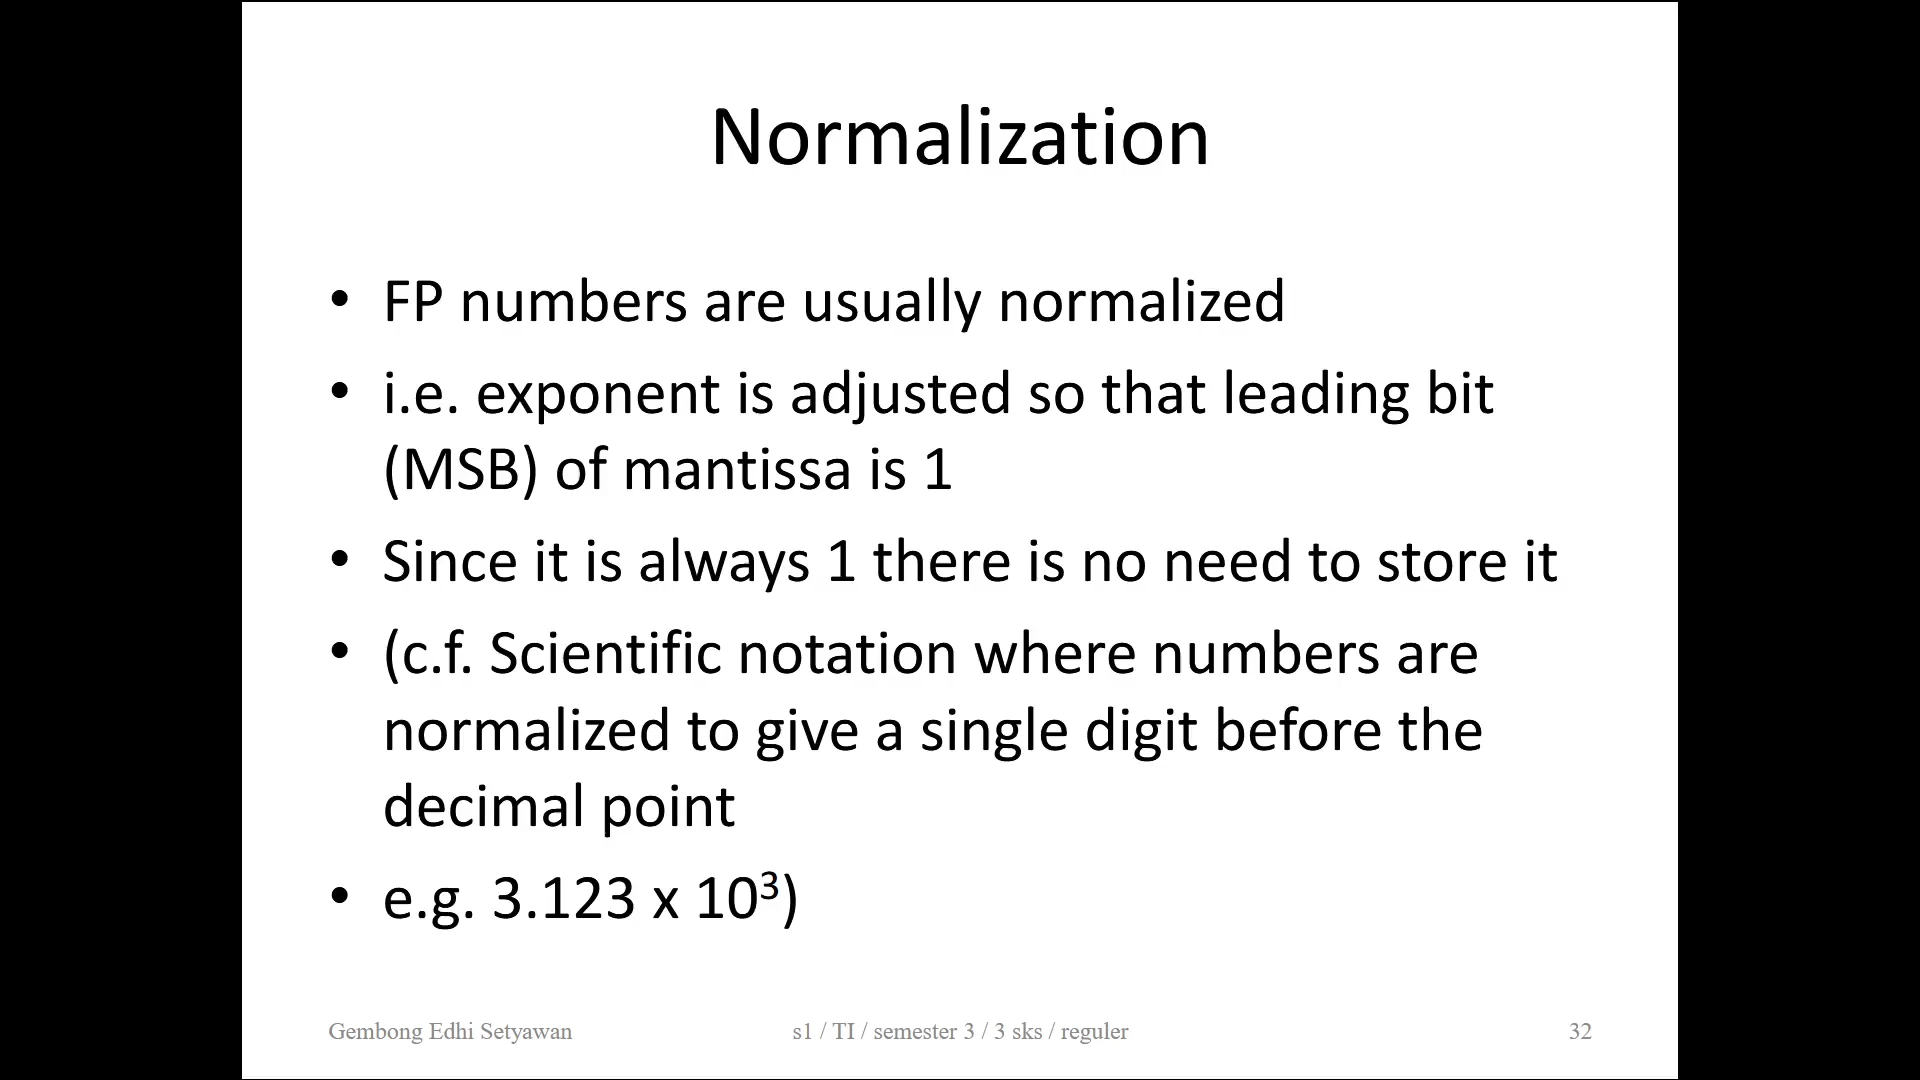 Normalization
• FP numbers are usually normalized
• i.e. exponent is adjusted so that leading bit
(MSB) of mantissa is 1
• Since it is always 1 there is no need to store it
• (c.f. Scientific notation where numbers are
normalized to give a single digit before the
decimal point
• e.g. 3.123 x 10³)
Gembong Edhi Setyawan s1 / TI / semester 3 / 3 sks / reguler 32